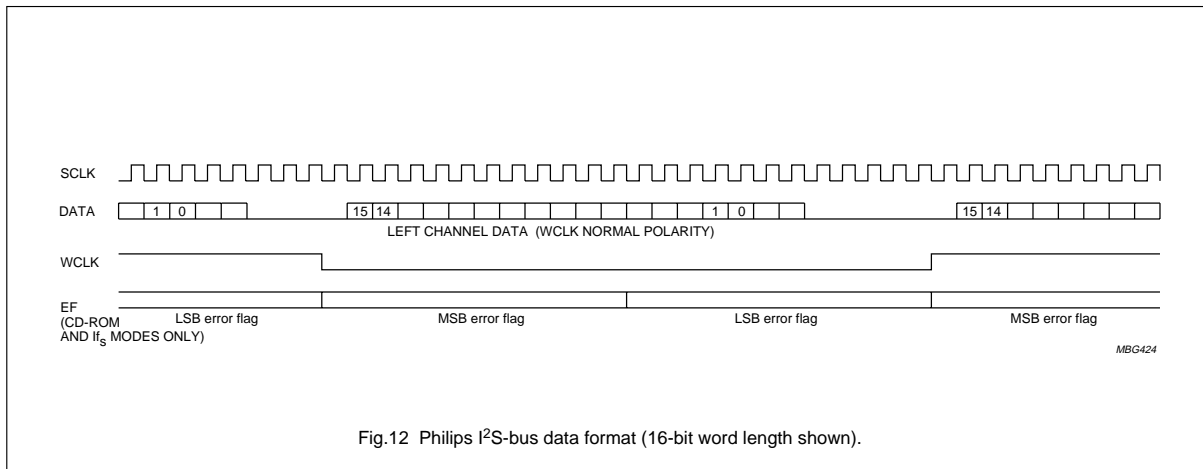 SCLK
DATA
1 0
15 14
1 0
15 14
LEFT CHANNEL DATA (WCLK NORMAL POLARITY)
WCLK
EF
(CD-ROM
AND Ifs MODES ONLY)
LSB error flag
MSB error flag
LSB error flag
MSB error flag
MBG424
Fig.12 Philips I²S-bus data format (16-bit word length shown).